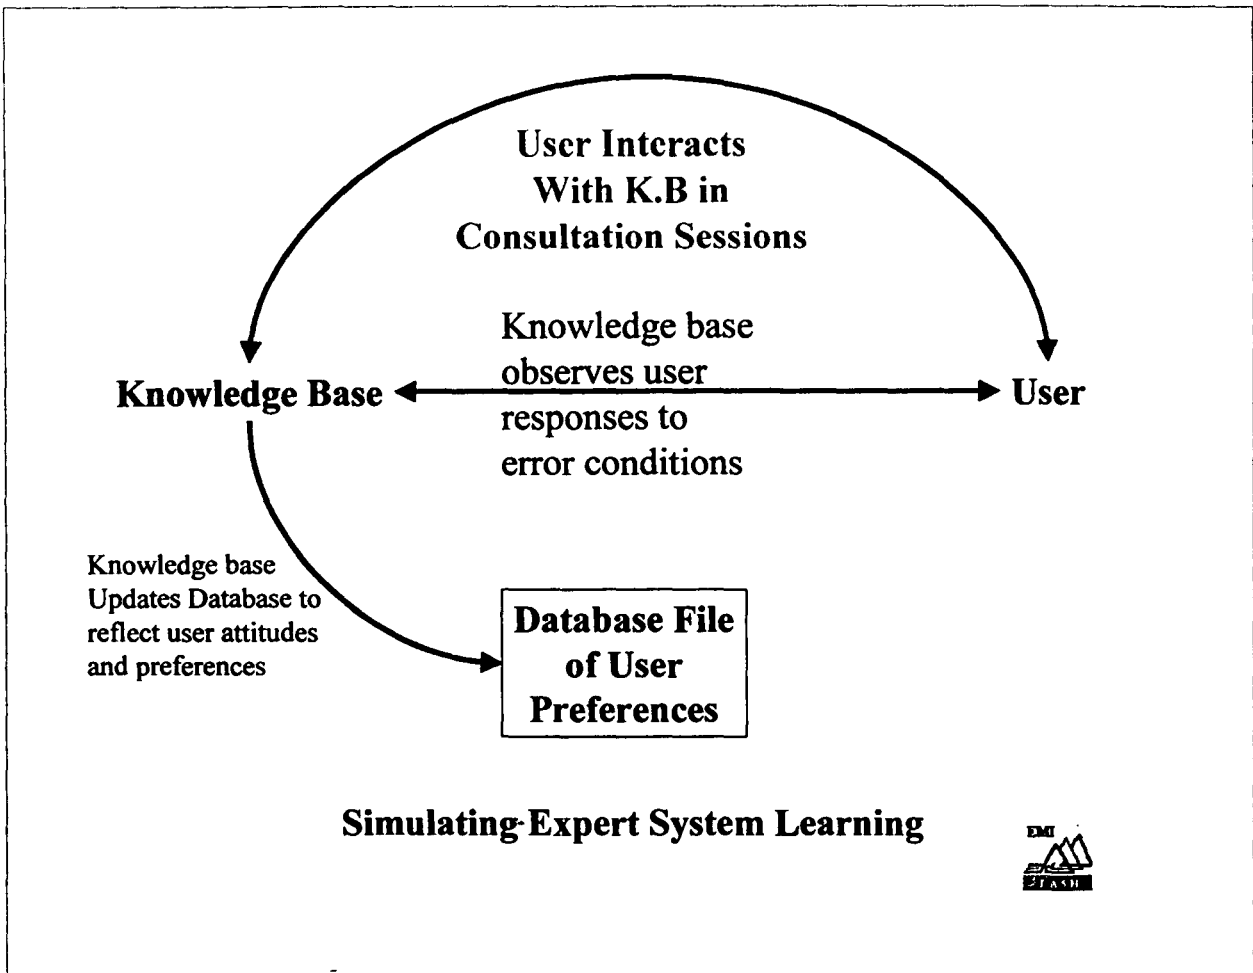 User Interacts
With K.B in
Consultation Sessions
Knowledge base
observes user
responses to
error conditions
Knowledge Base
User
Knowledge base
Updates Database to
reflect user attitudes
and preferences
Database File
of User
Preferences
Simulating Expert System Learning
EMI